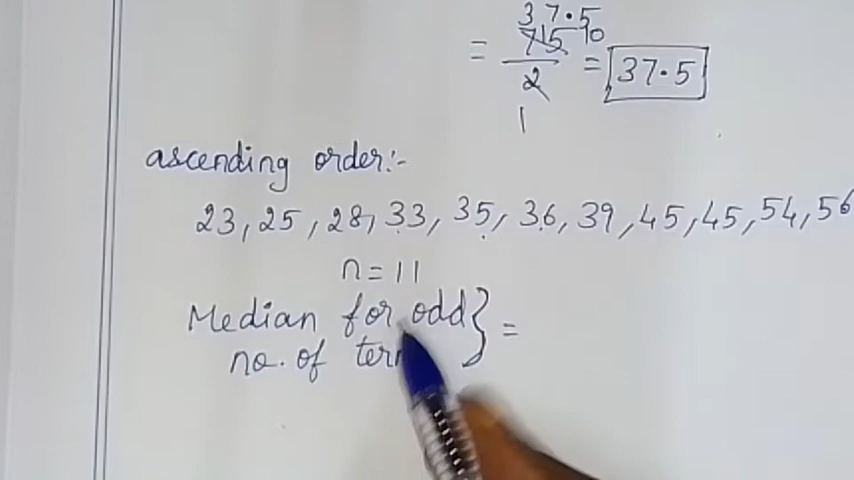 37.5
= 75 10 / 2 = 37.5
1
ascending order:-
23, 25, 28, 33, 35, 36, 39, 45, 45, 54, 56
n = 11
Median for odd } =
no. of